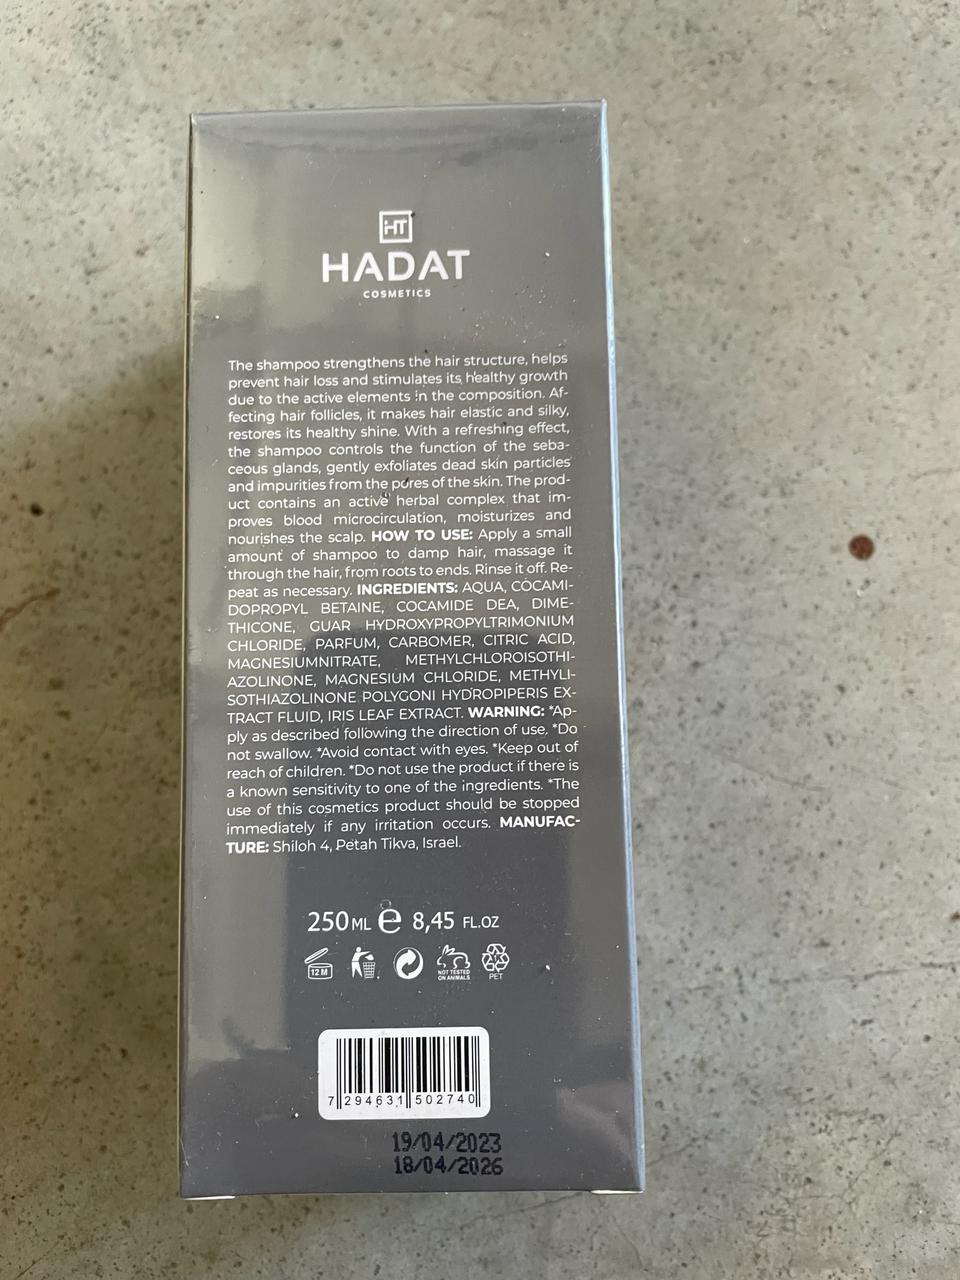 HT
HADAT
COSMETICS
The shampoo strengthens the hair structure, helps
prevent hair loss and stimulates its healthy growth
due to the active elements in the composition. Af-
fecting hair follicles, it makes hair elastic and silky,
restores its healthy shine. With a refreshing effect,
the shampoo controls the function of the seba-
ceous glands, gently exfoliates dead skin particles
and impurities from the pores of the skin. The prod-
uct contains an active herbal complex that im-
proves blood microcirculation, moisturizes and
nourishes the scalp. HOW TO USE: Apply a small
amount of shampoo to damp hair, massage it
through the hair, from roots to ends. Rinse it off. Re-
peat as necessary. INGREDIENTS: AQUA, COCAMI-
DOPROPYL BETAINE, COCAMIDE DEA, DIME-
THICONE, GUAR HYDROXYPROPYLTRIMONIUM
CHLORIDE, PARFUM, CARBOMER, CITRIC ACID,
MAGNESIUMNITRATE, METHYLCHLOROISOTHI-
AZOLINONE, MAGNESIUM CHLORIDE, METHYLI-
SOTHIAZOLINONE POLYGONI HYDROPIPERIS EX-
TRACT FLUID, IRIS LEAF EXTRACT. WARNING: *Ap-
ply as described following the direction of use. *Do
not swallow. *Avoid contact with eyes. *Keep out of
reach of children. *Do not use the product if there is
a known sensitivity to one of the ingredients. *The
use of this cosmetics product should be stopped
immediately if any irritation occurs. MANUFAC-
TURE: Shiloh 4, Petah Tikva, Israel.
250ML e 8,45 FL.OZ
12 M
NOT TESTED
ON ANIMALS
PET
7 294631 502740
19/04/2023
18/04/2026